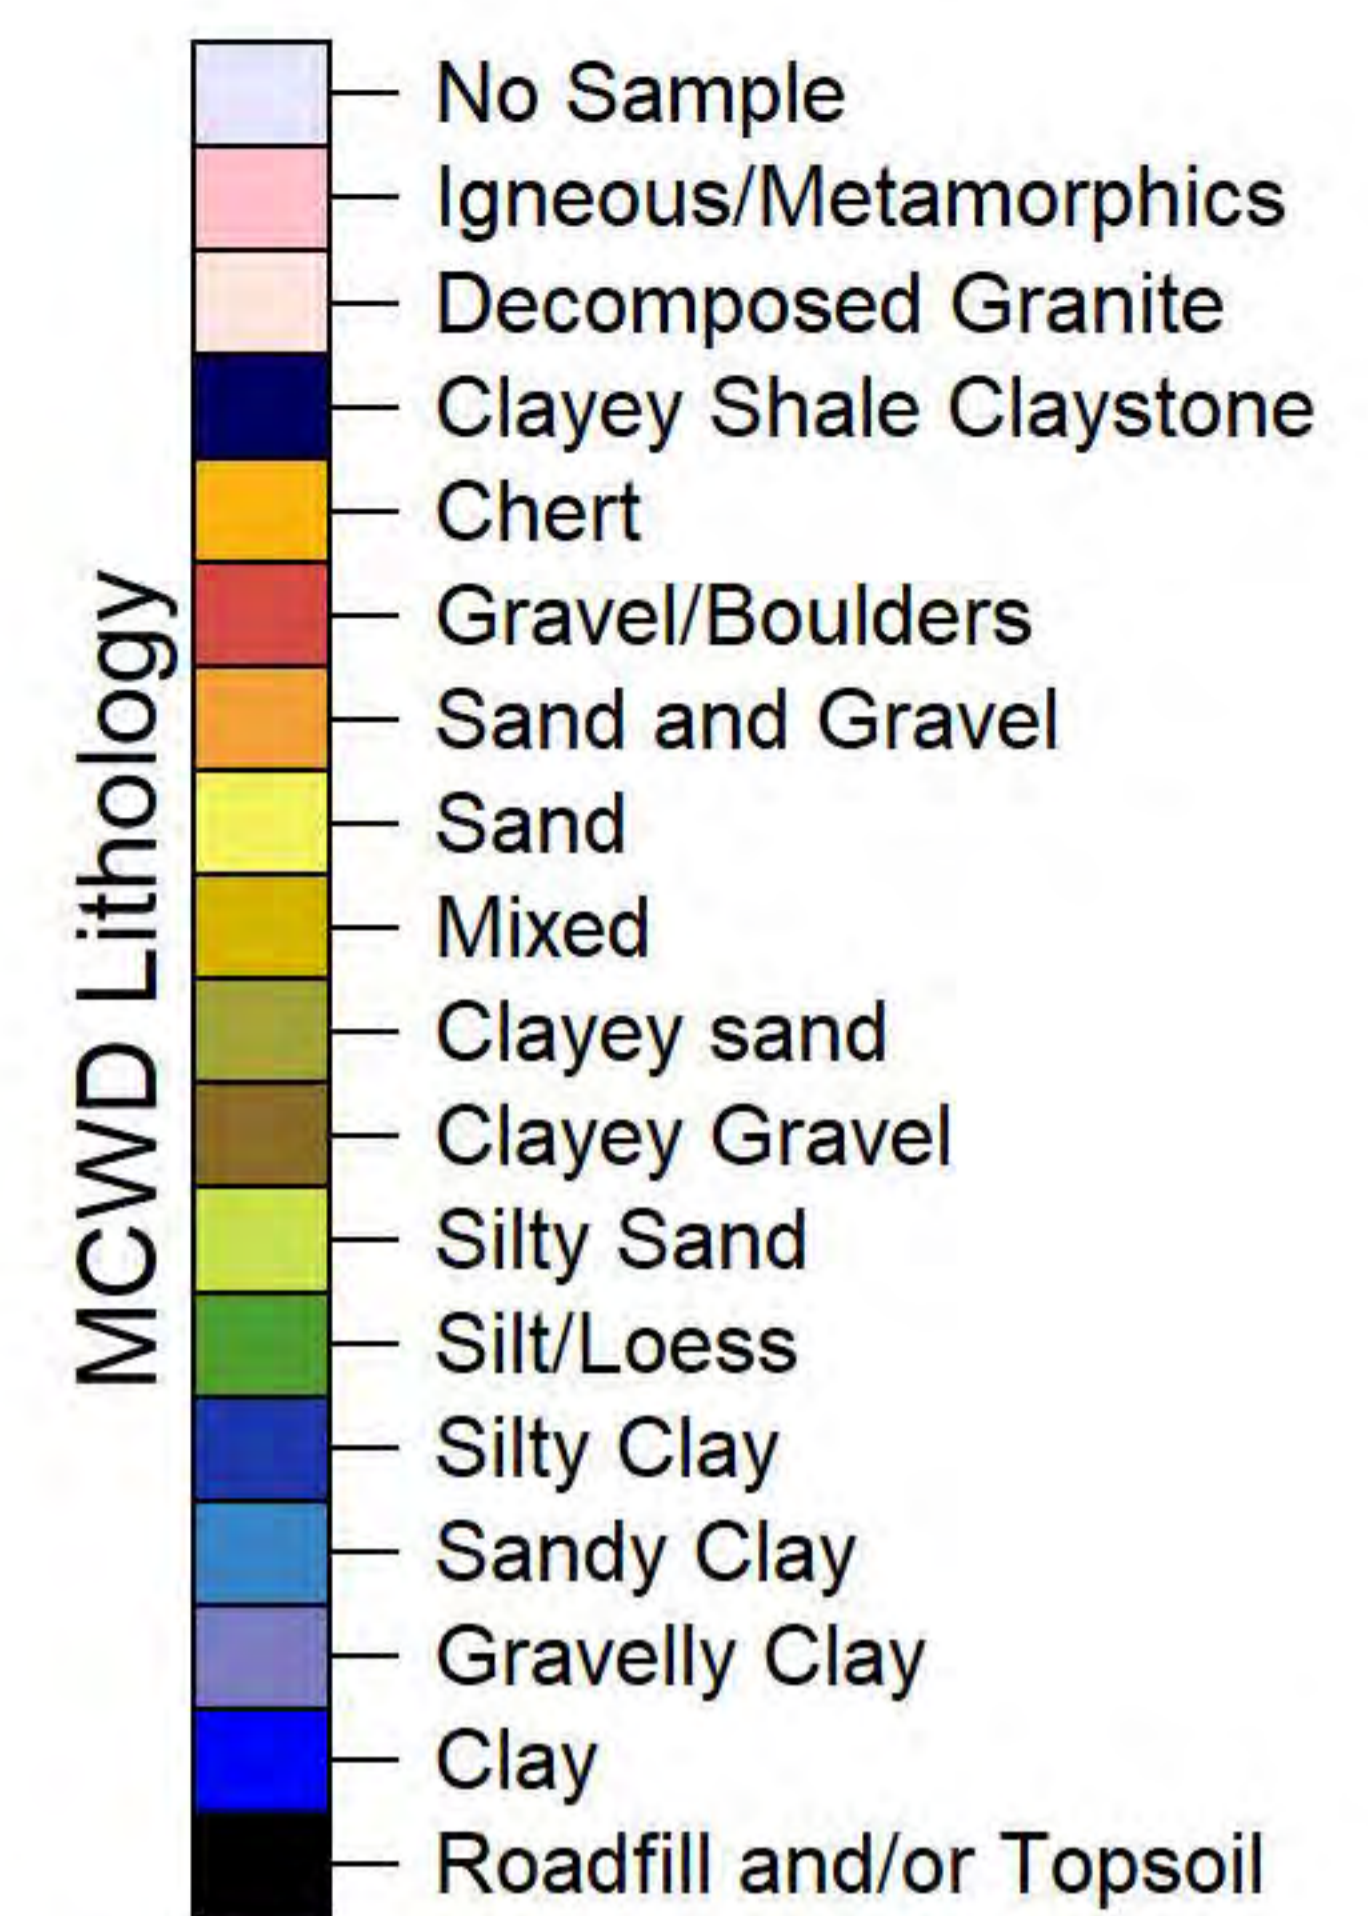 MCWD Lithology
No Sample
Igneous/Metamorphics
Decomposed Granite
Clayey Shale Claystone
Chert
Gravel/Boulders
Sand and Gravel
Sand
Mixed
Clayey sand
Clayey Gravel
Silty Sand
Silt/Loess
Silty Clay
Sandy Clay
Gravelly Clay
Clay
Roadfill and/or Topsoil